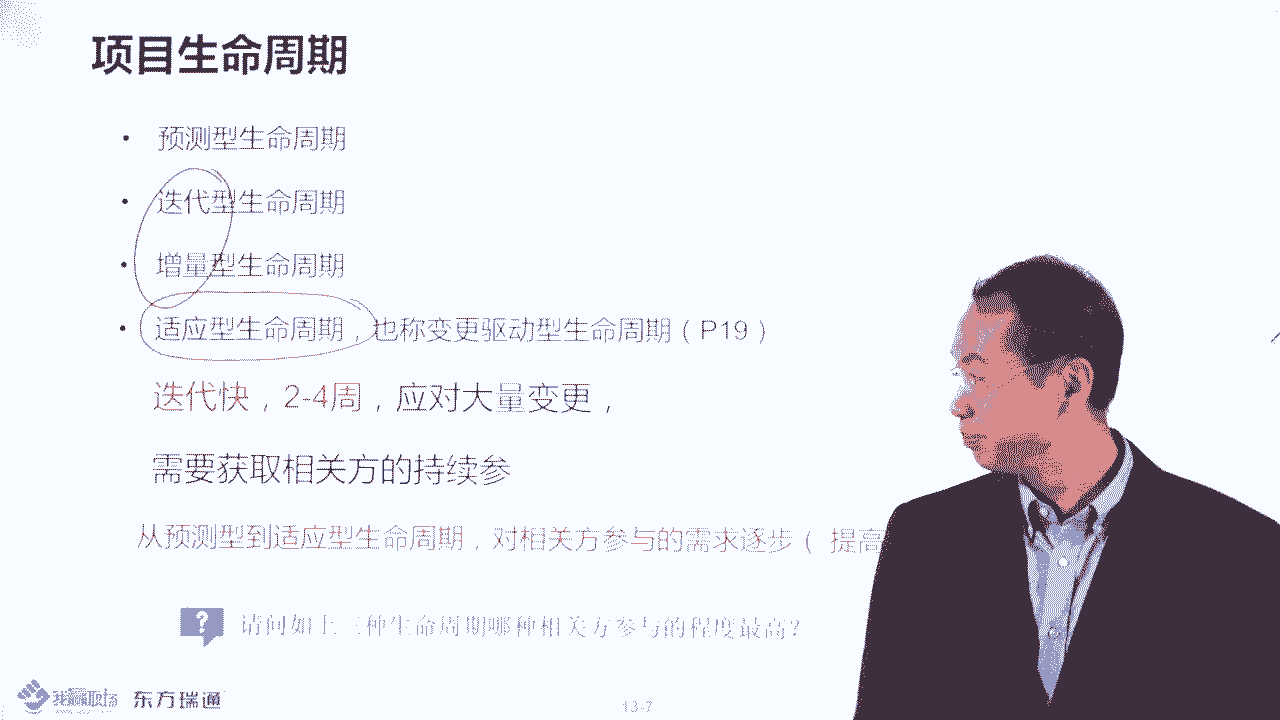 项目生命周期
• 预测型生命周期
• 迭代型生命周期
• 增量型生命周期
• 适应型生命周期，也称变更驱动型生命周期（P19）
迭代快，2-4周，应对大量变更，
需要获取相关方的持续参
从预测型到适应型生命周期，对相关方参与的需求逐步（ 提高
? 请问如上三种生命周期哪种相关方参与的程度最高?
东方瑞通
13-7